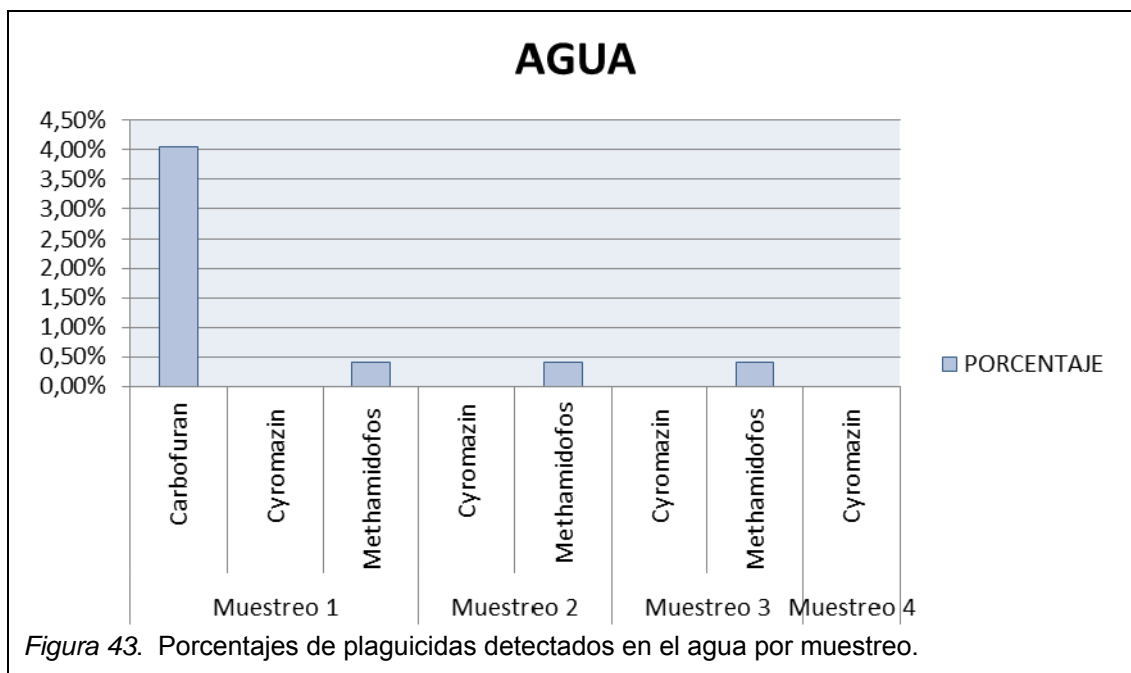 AGUA
4,50%
4,00%
3,50%
3,00%
2,50%
2,00%
1,50%
1,00%
0,50%
0,00%
PORCENTAJE
Carbofuran
Cyromazin
Methamidofos
Cyromazin
Methamidofos
Cyromazin
Methamidofos
Cyromazin
Muestreo 1
Muestreo 2
Muestreo 3
Muestreo 4
Figura 43. Porcentajes de plaguicidas detectados en el agua por muestreo.